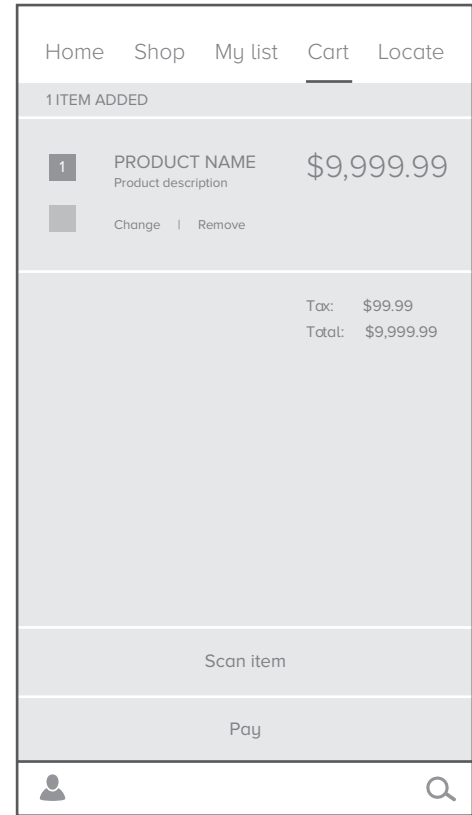 Home Shop My list Cart Locate
1 ITEM ADDED
1 PRODUCT NAME $9,999.99
Product description
Change | Remove
Tax: $99.99
Total: $9,999.99
Scan item
Pay